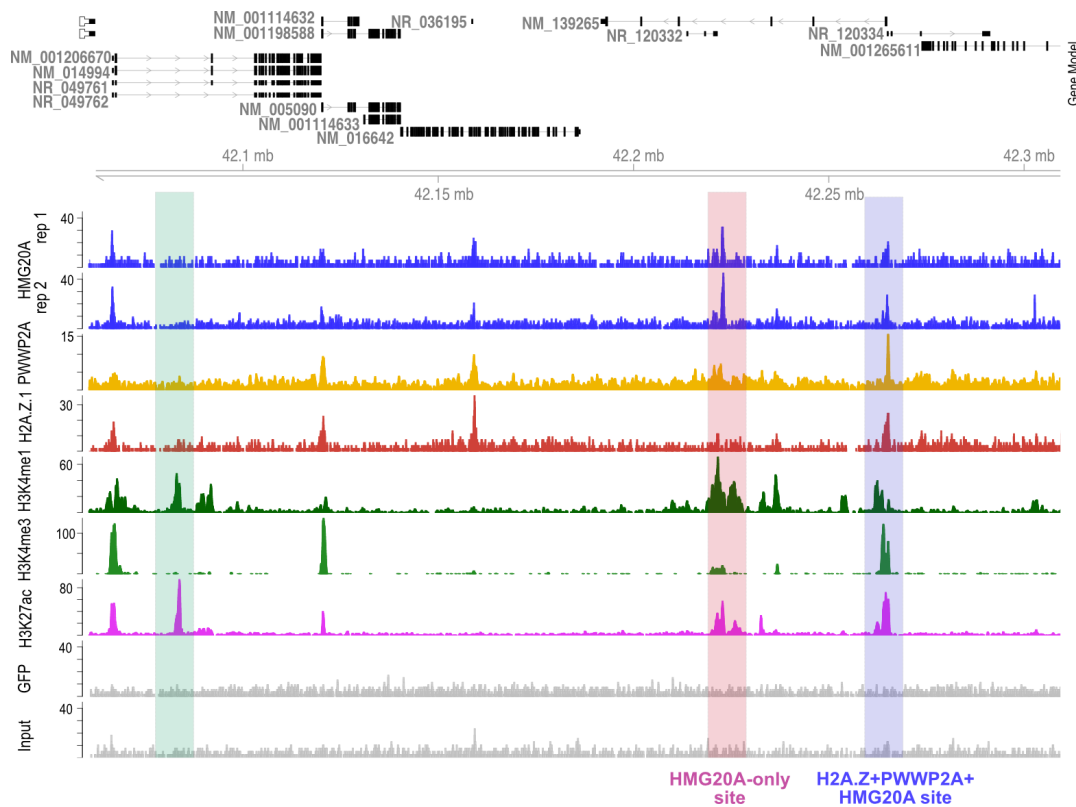 NM_001114632
NM_001198588
NR_036195
NM_139265
NR_120332
NR_120334
NM_001265611
NM_001206670
NM_014994
NR_049761
NR_049762
NM_005090
NM_001114633
NM_016642
Gene Model
42.1 mb
42.2 mb
42.3 mb
42.15 mb
42.25 mb
HMG20A
rep 1
40
rep 2
40
PWWP2A
15
H2A.Z.1
30
H3K4me1
60
H3K4me3
100
H3K27ac
80
GFP
40
Input
40
HMG20A-only
site
H2A.Z+PWWP2A+
HMG20A site